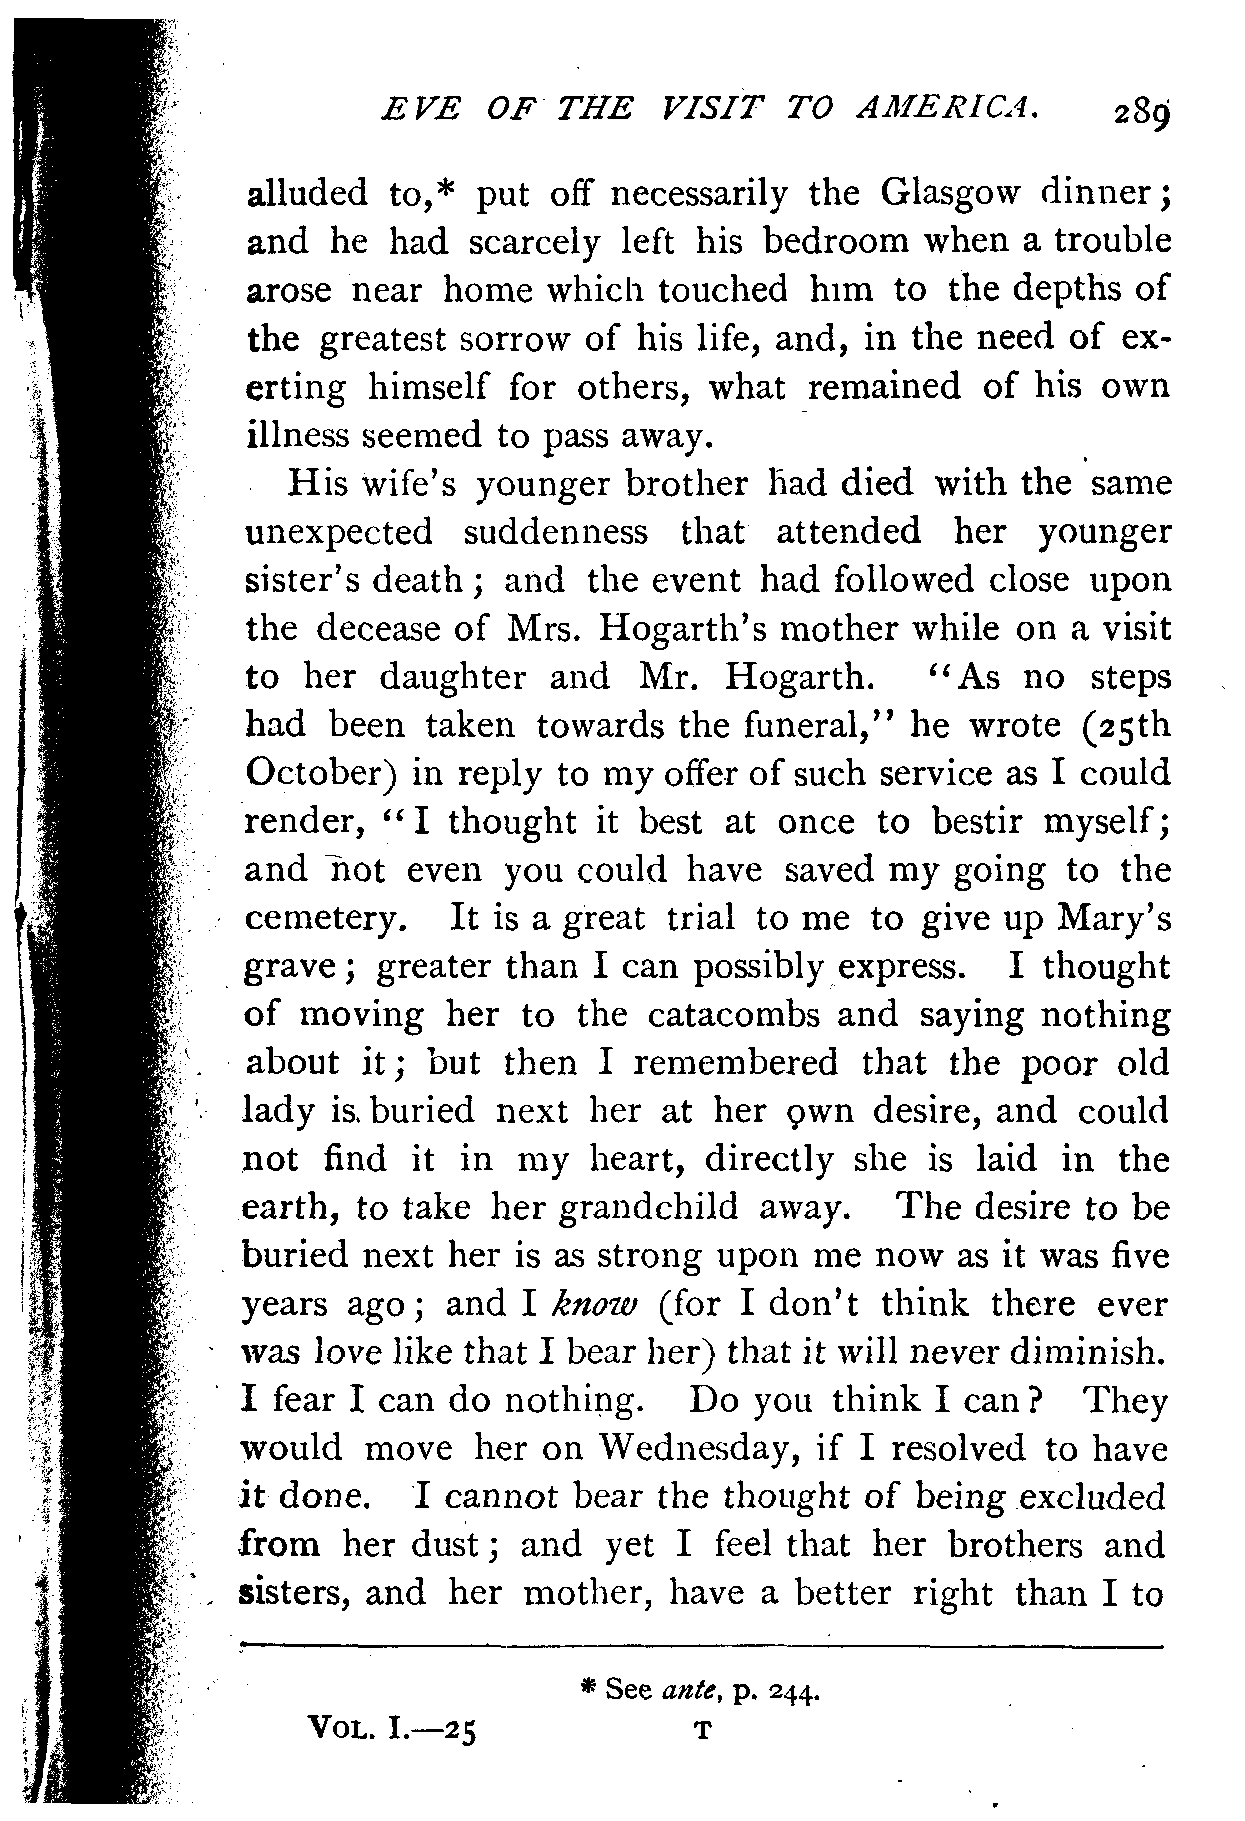 EVE OF THE VISIT TO AMERICA. 289
alluded to,* put off necessarily the Glasgow dinner;
and he had scarcely left his bedroom when a trouble
arose near home which touched him to the depths of
the greatest sorrow of his life, and, in the need of ex-
erting himself for others, what remained of his own
illness seemed to pass away.
His wife's younger brother had died with the same
unexpected suddenness that attended her younger
sister's death; and the event had followed close upon
the decease of Mrs. Hogarth's mother while on a visit
to her daughter and Mr. Hogarth. "As no steps
had been taken towards the funeral," he wrote (25th
October) in reply to my offer of such service as I could
render, "I thought it best at once to bestir myself;
and not even you could have saved my going to the
cemetery. It is a great trial to me to give up Mary's
grave; greater than I can possibly express. I thought
of moving her to the catacombs and saying nothing
about it; but then I remembered that the poor old
lady is buried next her at her own desire, and could
not find it in my heart, directly she is laid in the
earth, to take her grandchild away. The desire to be
buried next her is as strong upon me now as it was five
years ago; and I know (for I don't think there ever
was love like that I bear her) that it will never diminish.
I fear I can do nothing. Do you think I can? They
would move her on Wednesday, if I resolved to have
it done. I cannot bear the thought of being excluded
from her dust; and yet I feel that her brothers and
sisters, and her mother, have a better right than I to
* See ante, p. 244.
VOL. I.—25 T